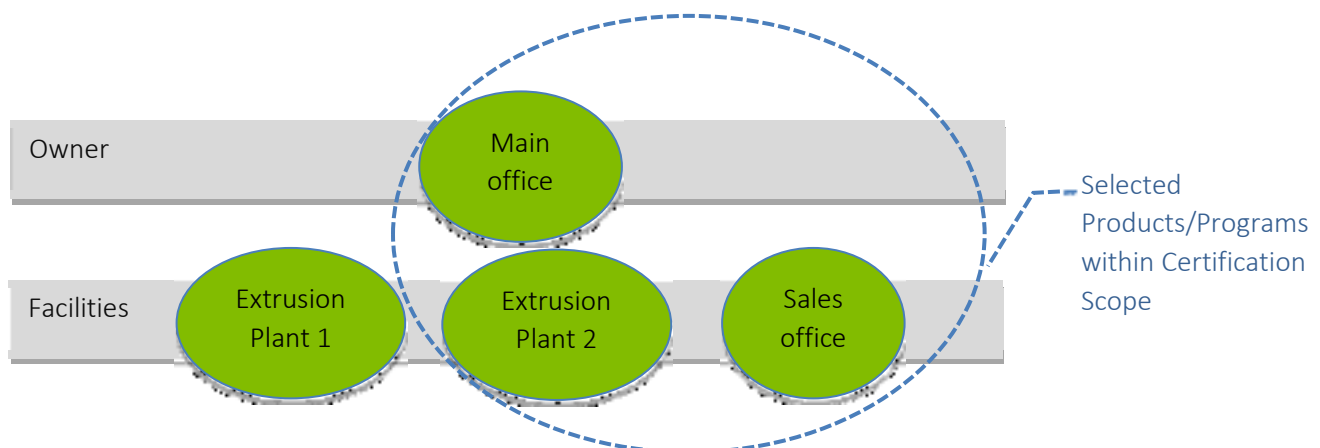 Owner
Main
office
Selected
Products/Programs
within Certification
Scope
Facilities
Extrusion
Plant 1
Extrusion
Plant 2
Sales
office